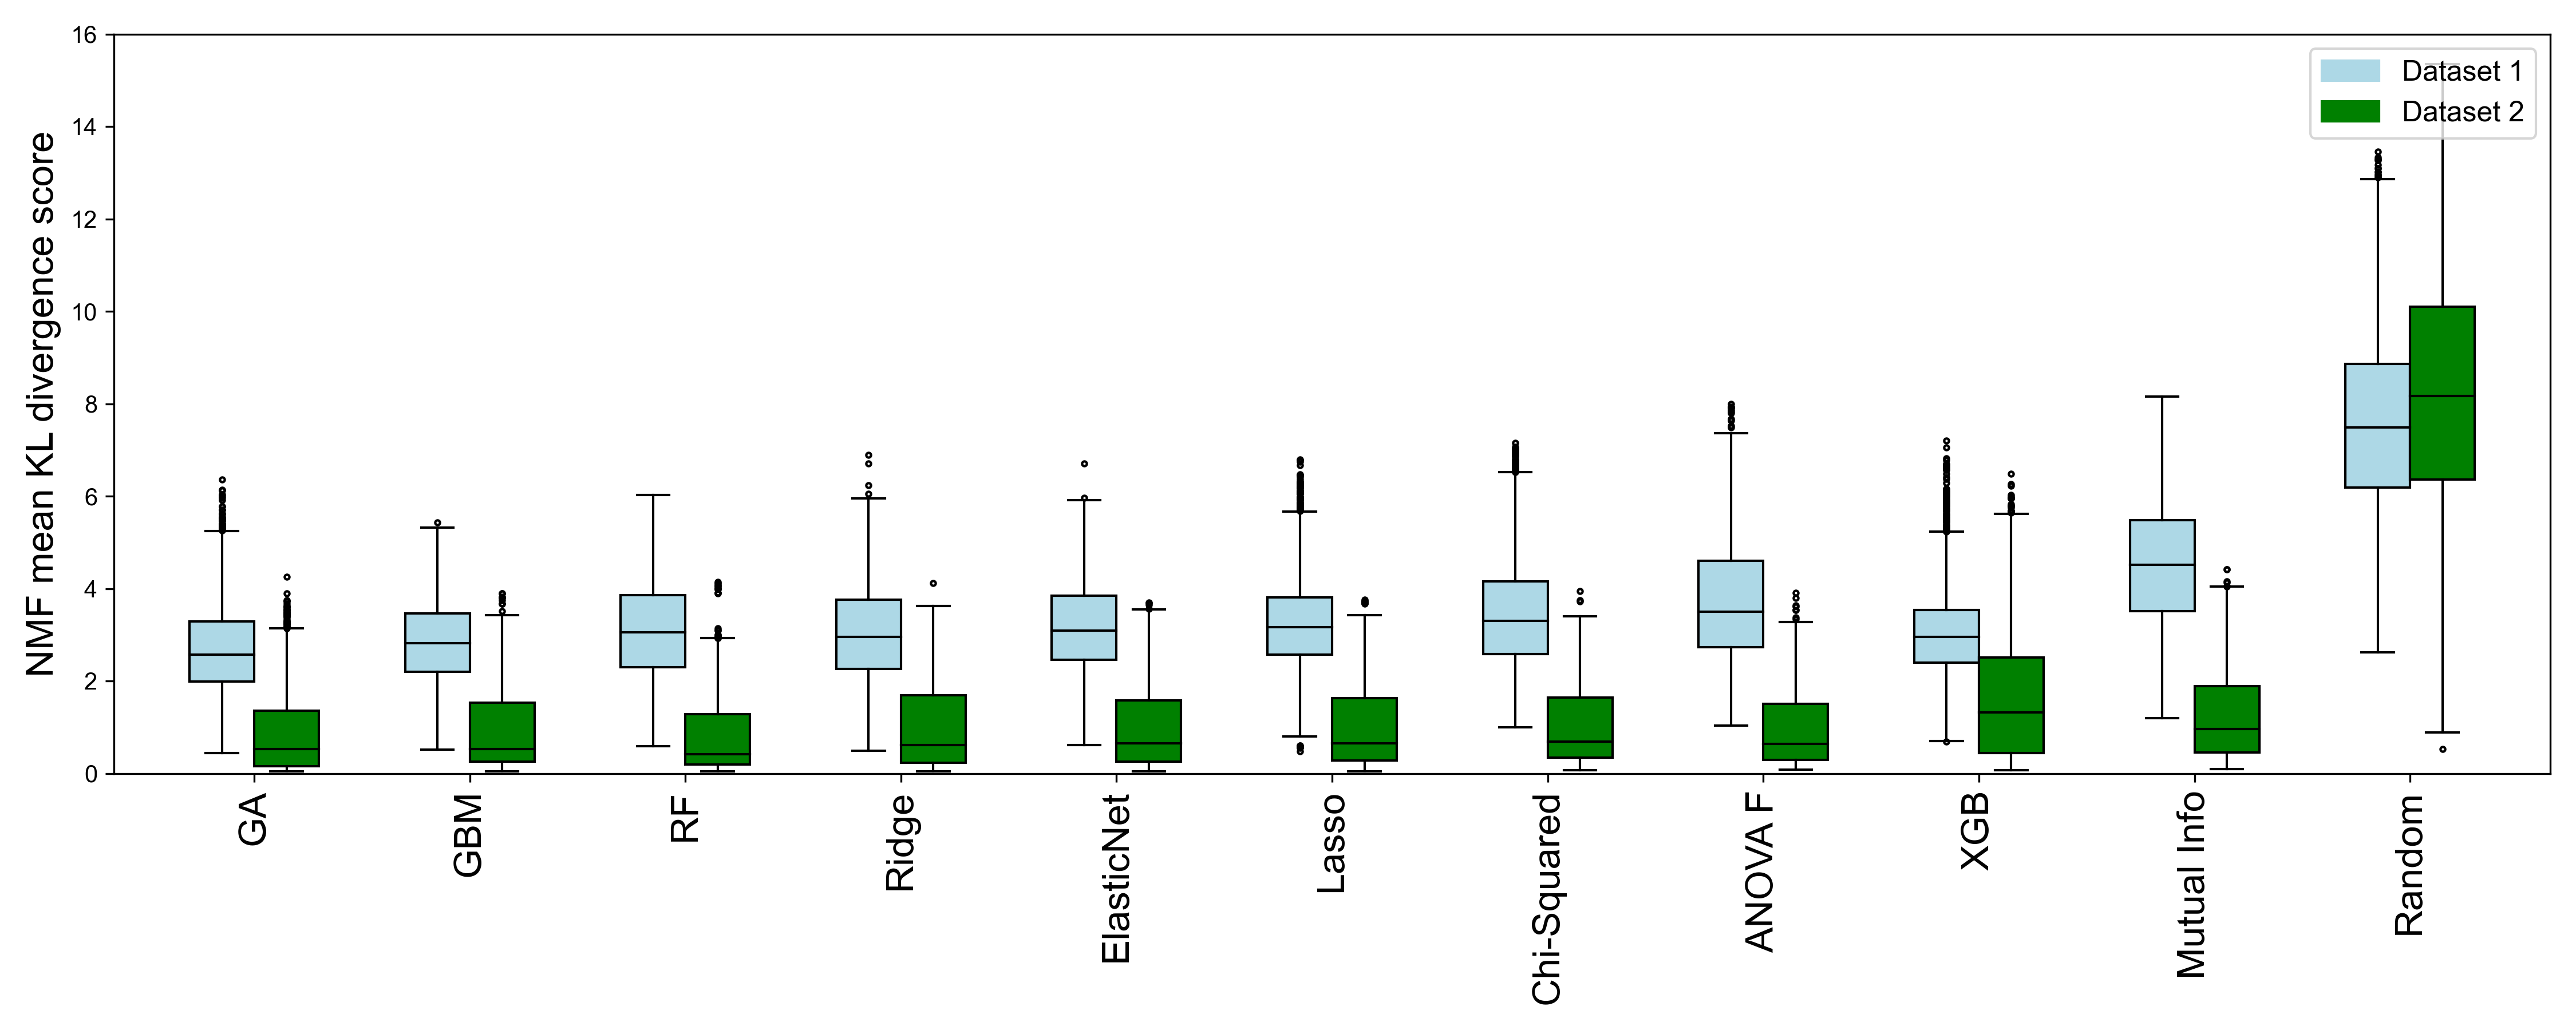 NMF mean KL divergence score
16
14
12
10
8
6
4
2
0
Dataset 1
Dataset 2
GA
GBM
RF
Ridge
ElasticNet
Lasso
Chi-Squared
ANOVA F
XGB
Mutual Info
Random